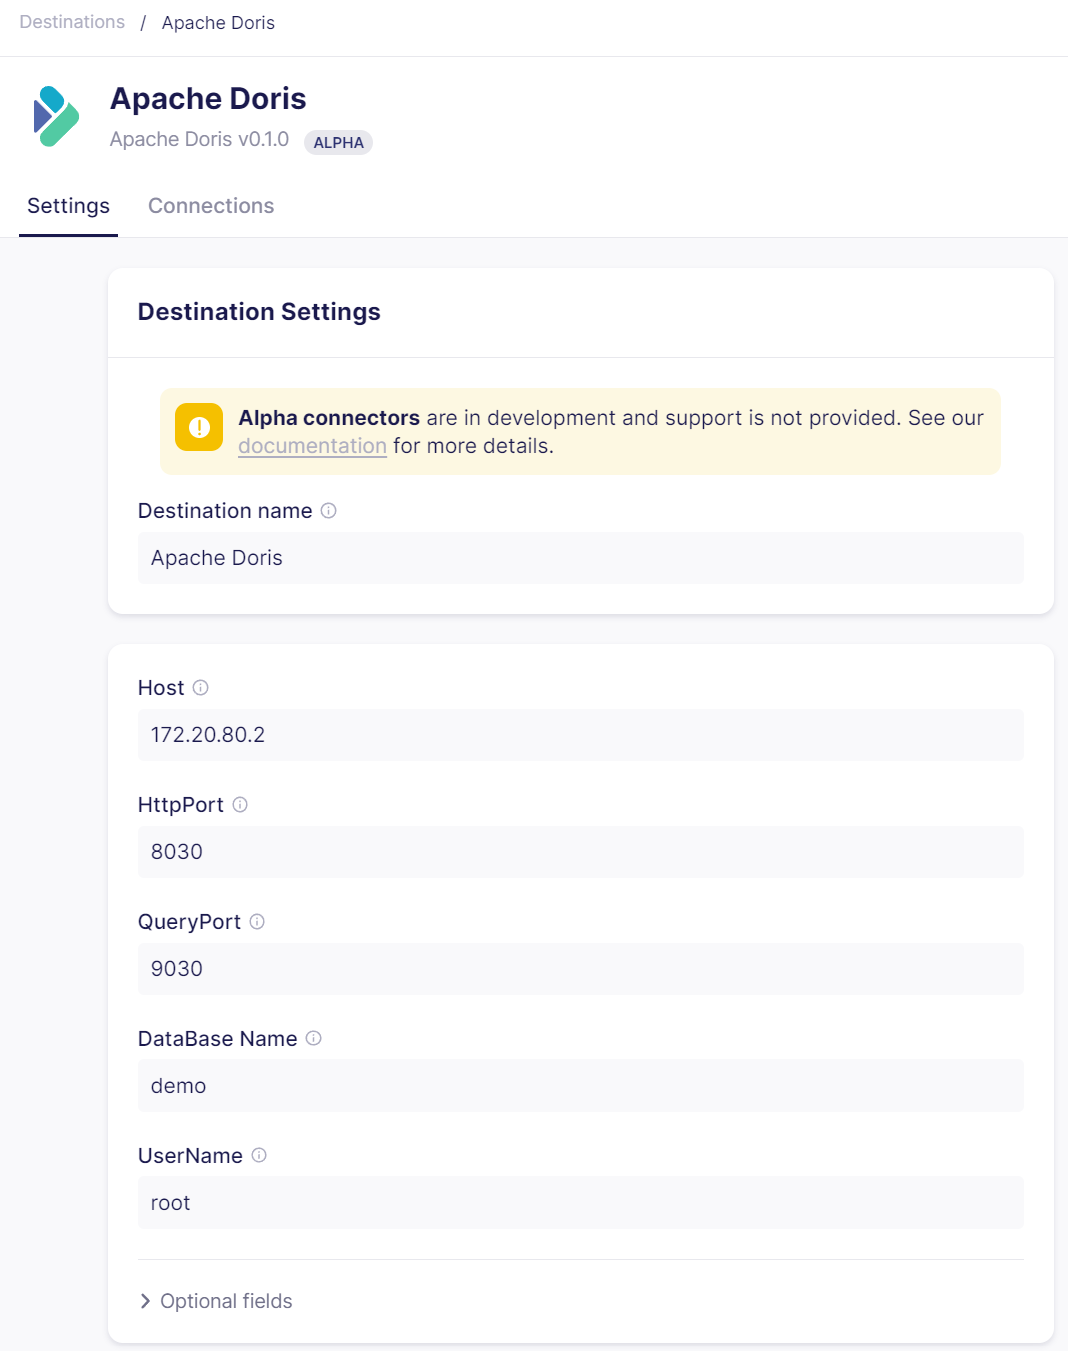 Destinations / Apache Doris
Apache Doris
Apache Doris v0.1.0 ALPHA
Settings Connections
Destination Settings
Alpha connectors are in development and support is not provided. See our
documentation for more details.
Destination name
Apache Doris
Host
172.20.80.2
HttpPort
8030
QueryPort
9030
DataBase Name
demo
UserName
root
Optional fields